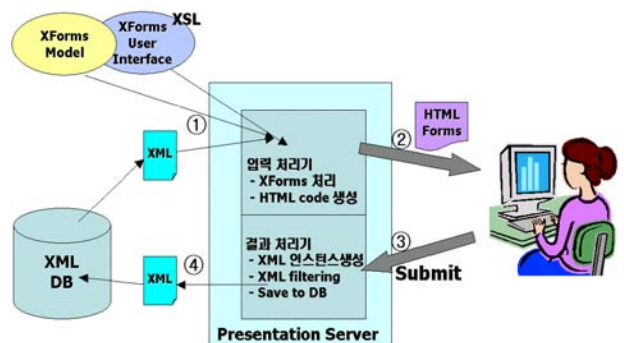 XForms
Model
XForms
User
Interface
XSL
①
XML
②
HTML
Forms
입력 처리기
- XForms 처리
- HTML code 생성
결과 처리기
- XML 인스턴스생성
- XML filtering
- Save to DB
③
Submit
④
XML
XML
DB
Presentation Server